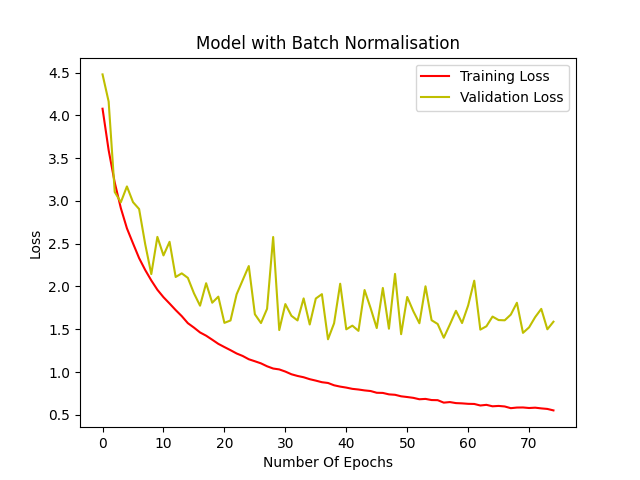 Model with Batch Normalisation
Training Loss
Validation Loss
Loss
4.5
4.0
3.5
3.0
2.5
2.0
1.5
1.0
0.5
0 10 20 30 40 50 60 70
Number Of Epochs